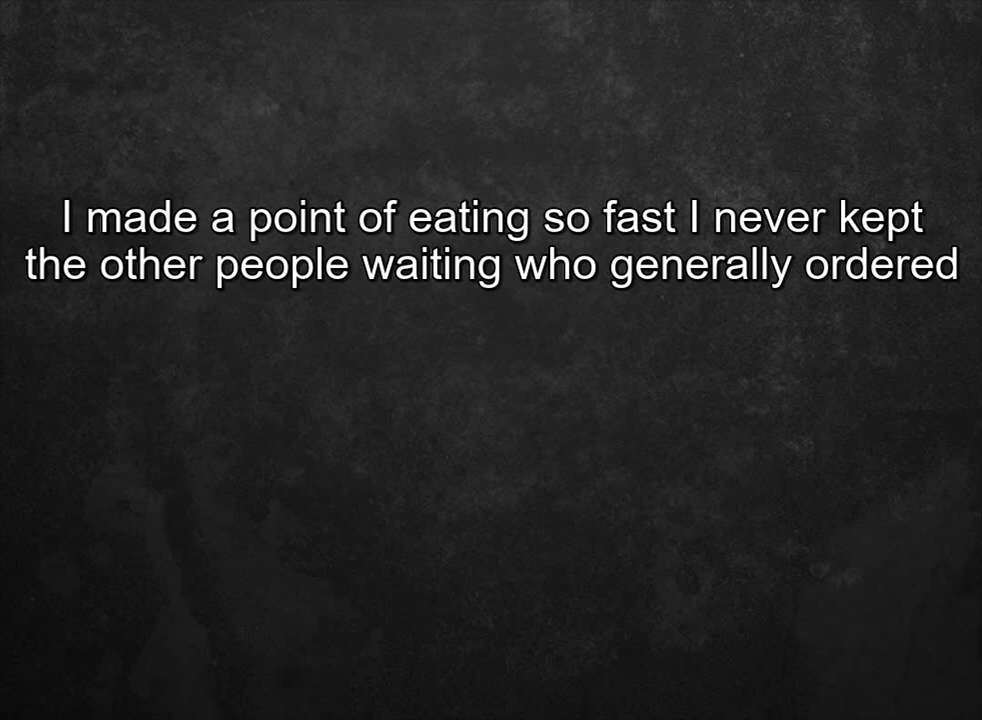 I made a point of eating so fast I never kept
the other people waiting who generally ordered